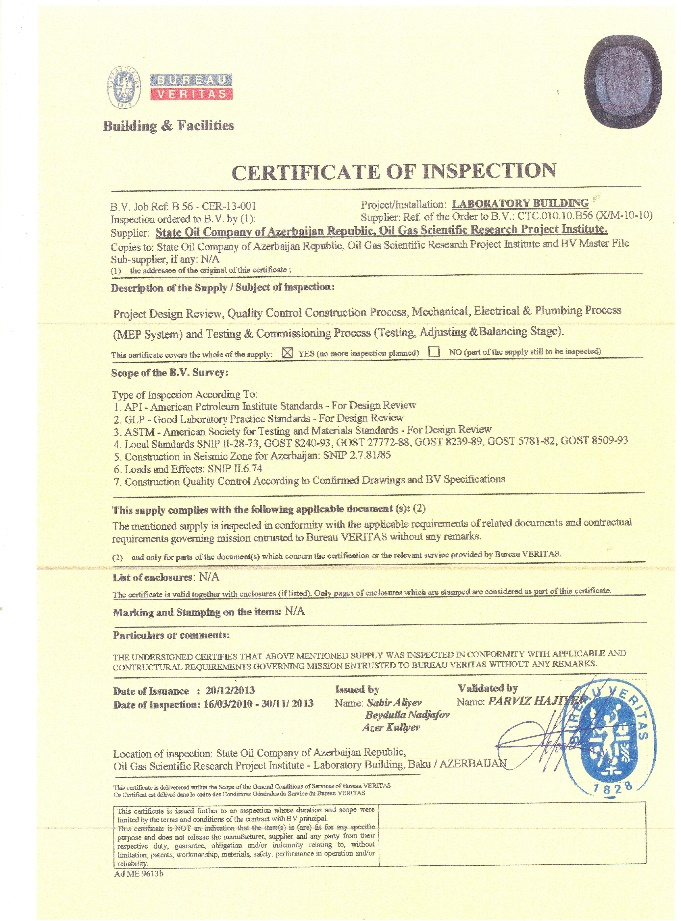 BUREAU
VERITAS
Building & Facilities
CERTIFICATE OF INSPECTION
B.V. Job Ref: B 56 - CER-13-001
Project/Installation: LABORATORY BUILDING
Inspection ordered to B.V. by (1):
Supplier: Ref. of the Order to B.V.: CTC.010.10.B56 (X/M-10-10)
Supplier: State Oil Company of Azerbaijan Republic, Oil Gas Scientific Research Project Institute.
Copies to: State Oil Company of Azerbaijan Republic, Oil Gas Scientific Research Project Institute and BV Master File
Sub-supplier, if any: N/A
(1) the addressee of the original of this certificate ;
Description of the Supply / Subject of inspection:
Project Design Review, Quality Control Construction Process, Mechanical, Electrical & Plumbing Process
(MEP System) and Testing & Commissioning Process (Testing, Adjusting & Balancing Stage).
This certificate covers the whole of the supply: YES (no more inspection planned) NO (part of the supply still to be inspected)
Scope of the B.V. Survey:
Type of Inspection According To:
1. API - American Petroleum Institute Standards - For Design Review
2. GLP - Good Laboratory Practice Standards - For Design Review
3. ASTM - American Society for Testing and Materials Standards - For Design Review
4. Local Standards SNIP II-28-73, GOST 8240-93, GOST 27772-88, GOST 8239-89, GOST 5781-82, GOST 8509-93
5. Construction in Seismic Zone for Azerbaijan: SNIP 2.7.81/85
6. Loads and Effects: SNIP II.6.74
7. Construction Quality Control According to Confirmed Drawings and BV Specifications
This supply complies with the following applicable document (s): (2)
The mentioned supply is inspected in conformity with the applicable requirements of related documents and contractual
requirements governing mission entrusted to Bureau VERITAS without any remarks.
(2) and only for parts of the document(s) which concern the certification or the relevant service provided by Bureau VERITAS.
List of enclosures: N/A
The certificate is valid together with enclosures (if listed). Only pages of enclosures which are stamped are considered as part of this certificate.
Marking and Stamping on the items: N/A
Particulars or comments:
THE UNDERSIGNED CERTIFIES THAT ABOVE MENTIONED SUPPLY WAS INSPECTED IN CONFORMITY WITH APPLICABLE AND
CONTRUCTURAL REQUIREMENTS GOVERNING MISSION ENTRUSTED TO BUREAU VERITAS WITHOUT ANY REMARKS.
Date of Issuance : 20/12/2013
Issued by
Validated by
Date of Inspection: 16/03/2010 - 30/11/ 2013
Name: Sabir Aliyev
Name: PARVIZ HAJIYEV
Beydulla Nadjafov
Azer Kuliyev
BUREAU VERITAS
1828
Location of inspection: State Oil Company of Azerbaijan Republic,
Oil Gas Scientific Research Project Institute - Laboratory Building, Baku / AZERBAIJAN
This certificate is delivered within the Scope of the General Conditions of Services of Bureau VERITAS
Ce Certificat est délivré dans le cadre des Conditions Générales de Service du Bureau VERITAS
This certificate is issued further to an inspection whose duration and scope were
limited by the terms and conditions of the contract with BV principal.
This certificate is NOT an indication that the item(s) is (are) fit for any specific
purpose and does not release the manufacturer, supplier and any party from their
respective duty, guarantee, obligation and/or indemnity relating to, without
limitation, patents, workmanship, materials, safety, performance in operation and/or
reliability.
Ad ME 9613b